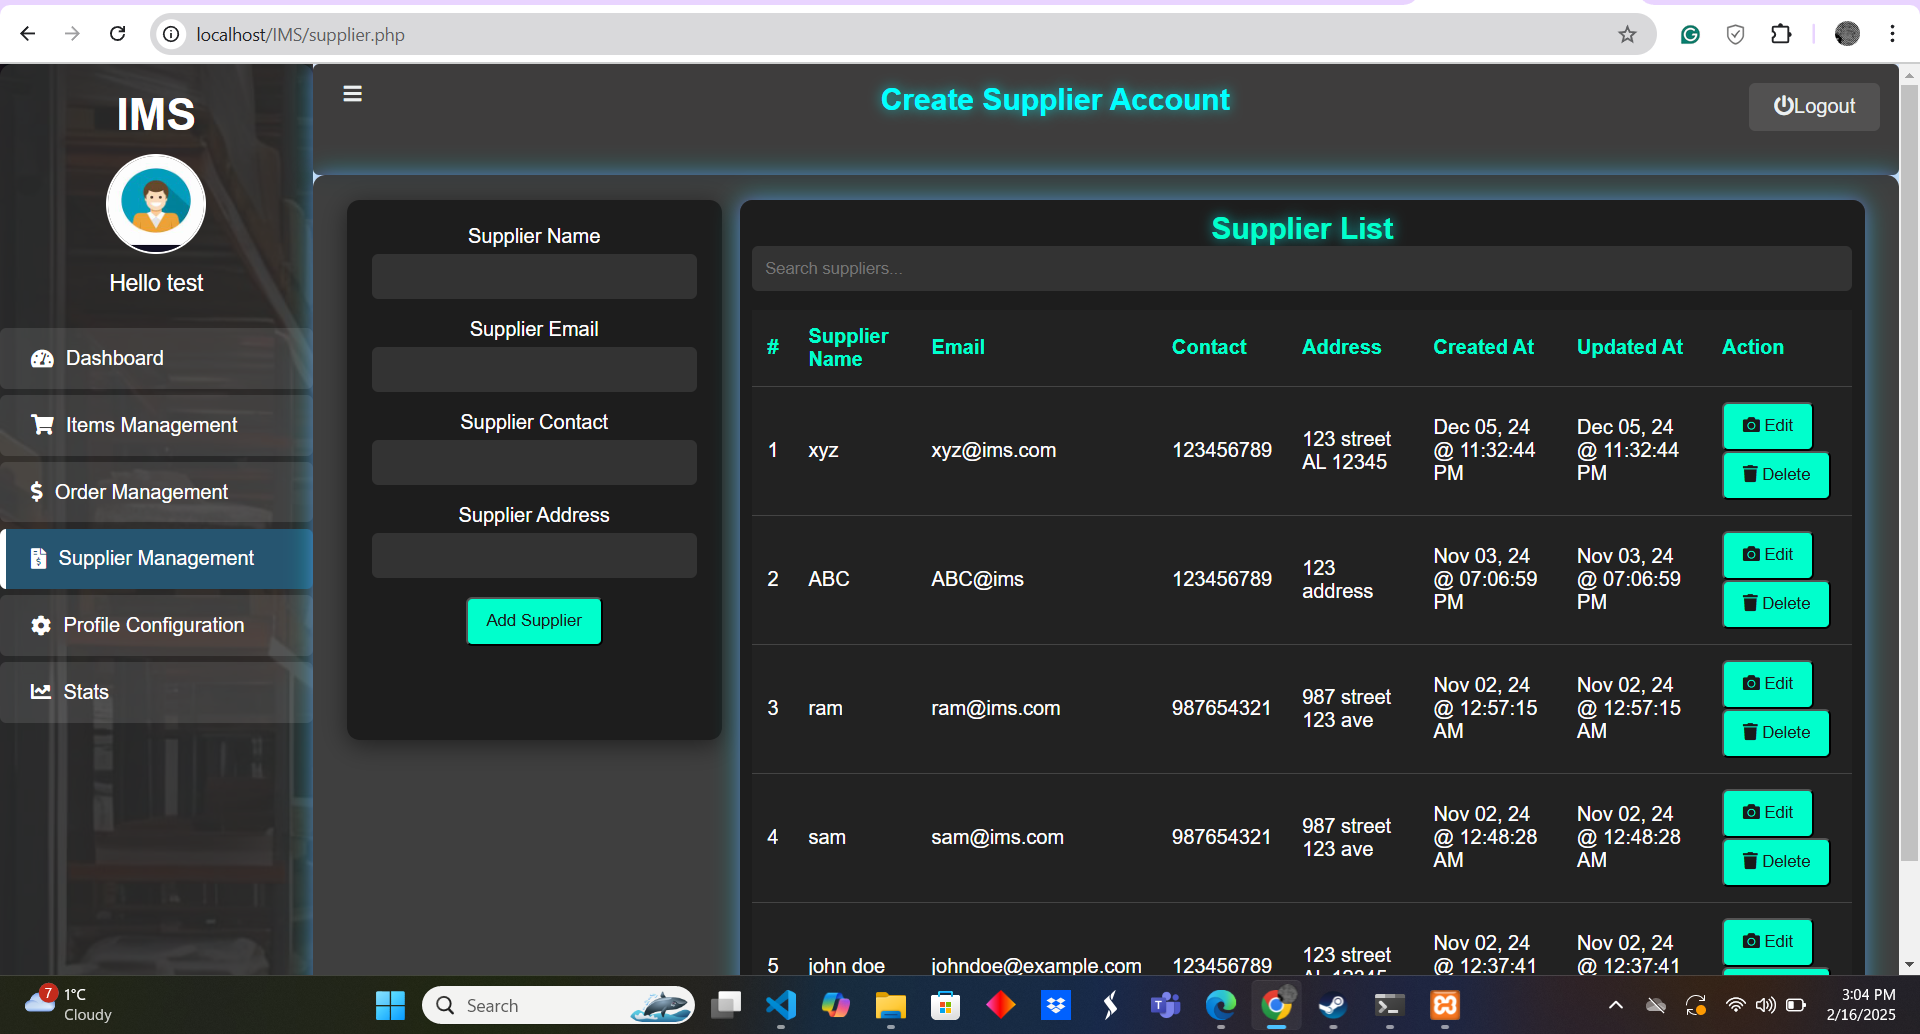 localhost/IMS/supplier.php
IMS
Hello test
Dashboard
Items Management
Order Management
Supplier Management
Profile Configuration
Stats
Create Supplier Account
Logout
Supplier Name
Supplier Email
Supplier Contact
Supplier Address
Add Supplier
Supplier List
Search suppliers...
# Supplier Name Email Contact Address Created At Updated At Action
1 xyz xyz@ims.com 123456789 123 street AL 12345 Dec 05, 24 @ 11:32:44 PM Dec 05, 24 @ 11:32:44 PM Edit Delete
2 ABC ABC@ims 123456789 123 address Nov 03, 24 @ 07:06:59 PM Nov 03, 24 @ 07:06:59 PM Edit Delete
3 ram ram@ims.com 987654321 987 street 123 ave Nov 02, 24 @ 12:57:15 AM Nov 02, 24 @ 12:57:15 AM Edit Delete
4 sam sam@ims.com 987654321 987 street 123 ave Nov 02, 24 @ 12:48:28 AM Nov 02, 24 @ 12:48:28 AM Edit Delete
5 john doe johndoe@example.com 123456789 123 street Nov 02, 24 @ 12:37:41 Nov 02, 24 @ 12:37:41 Edit
7
1°C
Cloudy
Search
3:04 PM
2/16/2025